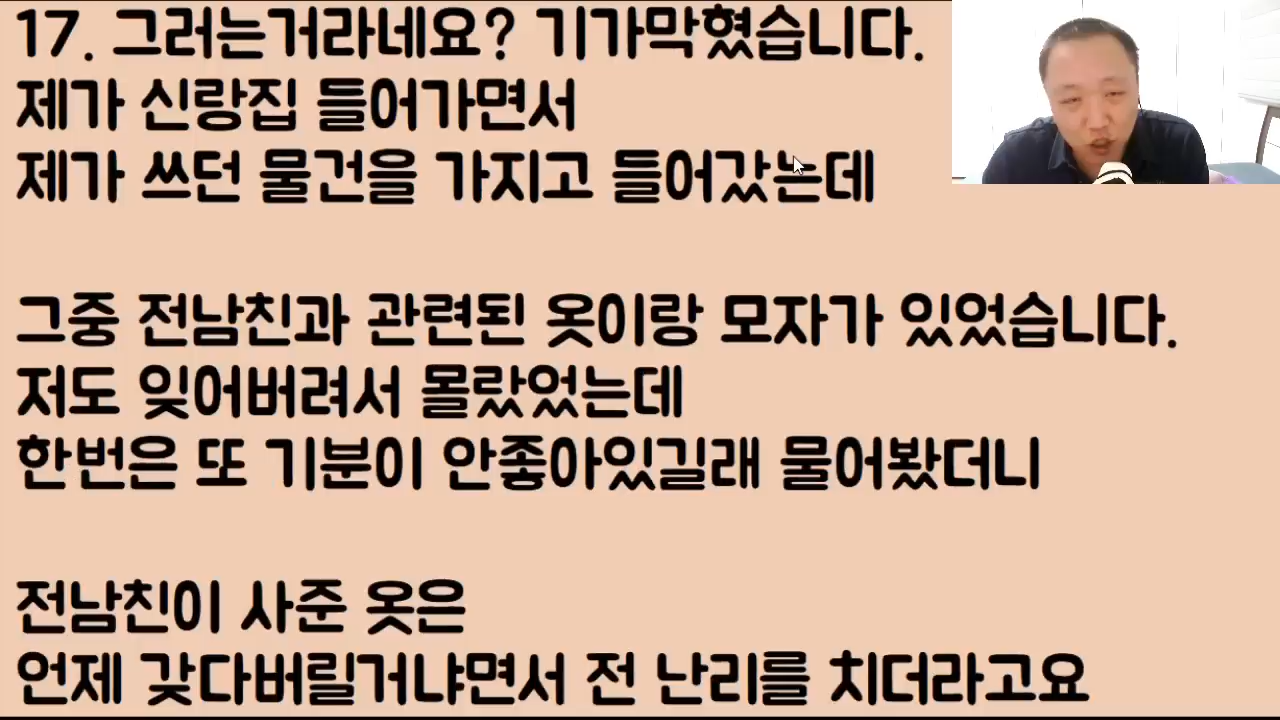 17. 그러는거라네요? 기가막혔습니다.
제가 신랑집 들어가면서
제가 쓰던 물건을 가지고 들어갔는데
그중 전남친과 관련된 옷이랑 모자가 있었습니다.
저도 잊어버려서 몰랐었는데
한번은 또 기분이 안좋아있길래 물어봤더니
전남친이 사준 옷은
언제 갖다버릴거냐면서 전 난리를 치더라고요